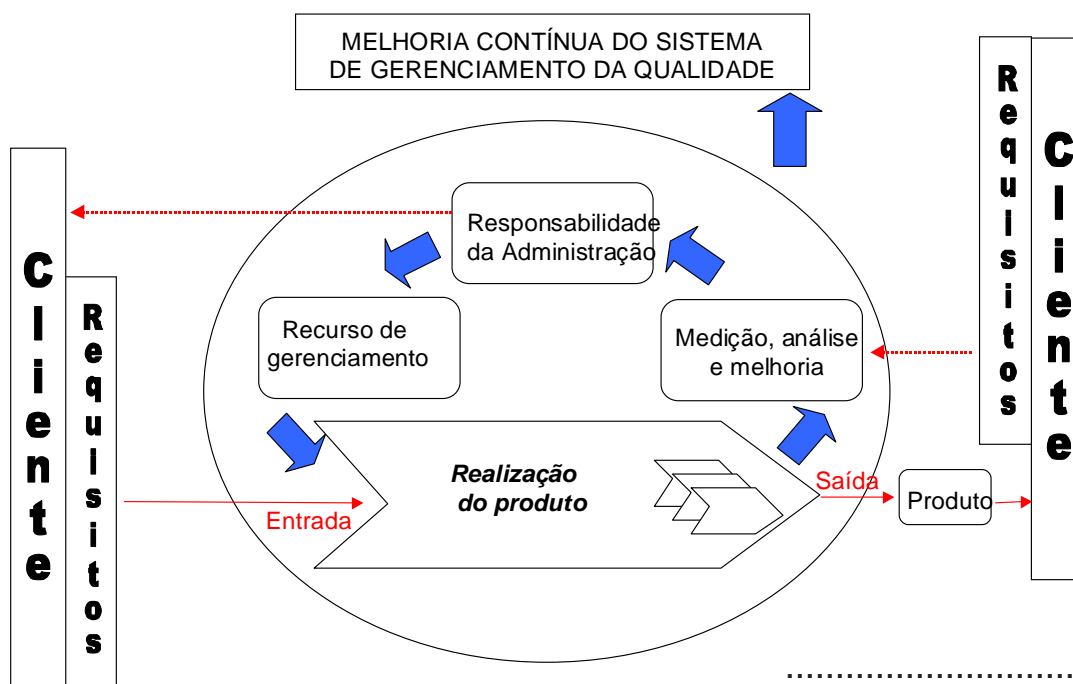 MELHORIA CONTÍNUA DO SISTEMA
DE GERENCIAMENTO DA QUALIDADE
Cliente
Requisitos
Responsabilidade
da Administração
Recurso de
gerenciamento
Medição, análise
e melhoria
Realização
do produto
Entrada
Saída
Produto
Requisitos
Cliente